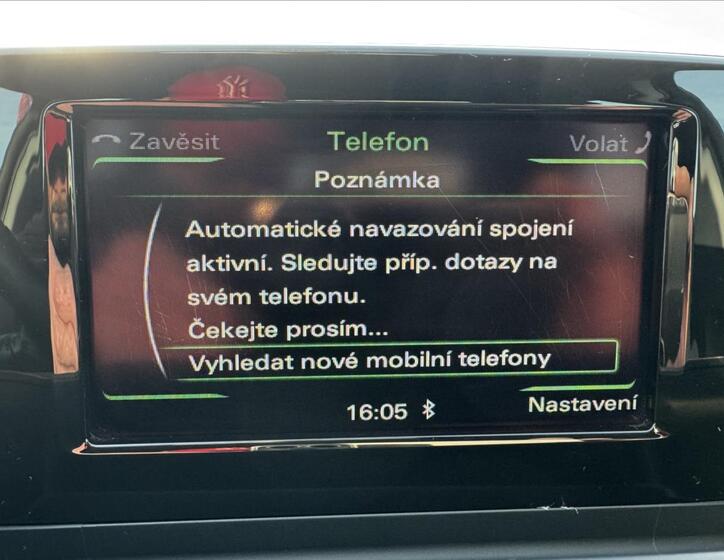 Zavěsit Telefon Volat
Poznámka
Automatické navazování spojení
aktivní. Sledujte příp. dotazy na
svém telefonu.
Čekejte prosím...
Vyhledat nové mobilní telefony
16:05 Nastavení